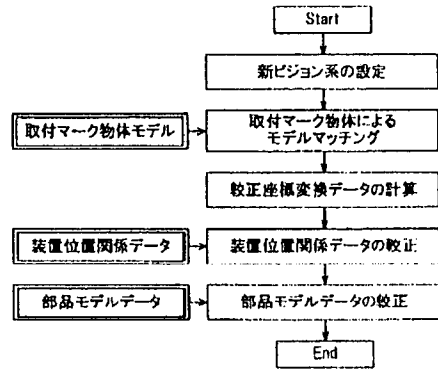 Start
新ビジョン系の設定
取付マーク物体モデル
取付マーク物体による
モデルマッチング
較正座標変換データの計算
装置位置関係データ
装置位置関係データの較正
部品モデルデータ
部品モデルデータの較正
End